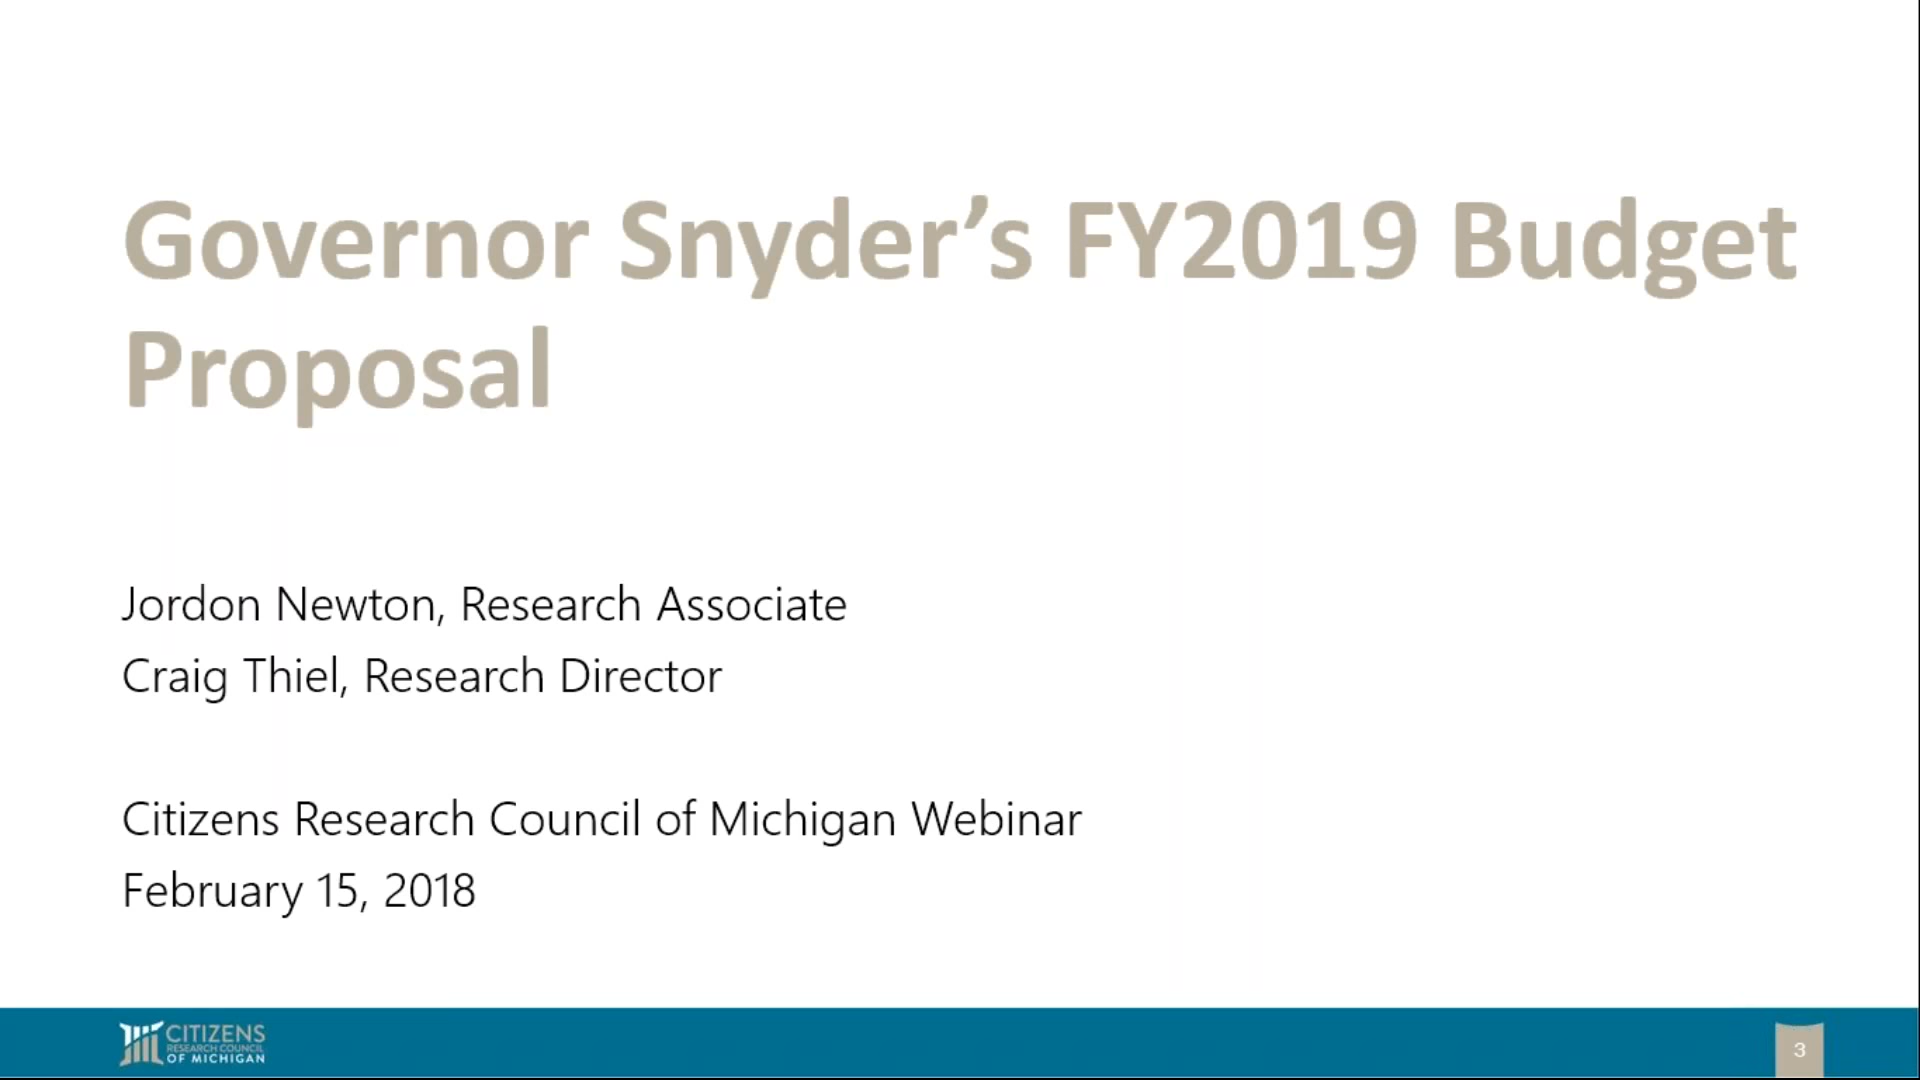 Governor Snyder’s FY2019 Budget
Proposal
Jordon Newton, Research Associate
Craig Thiel, Research Director
Citizens Research Council of Michigan Webinar
February 15, 2018
CITIZENS
RESEARCH COUNCIL
OF MICHIGAN
3